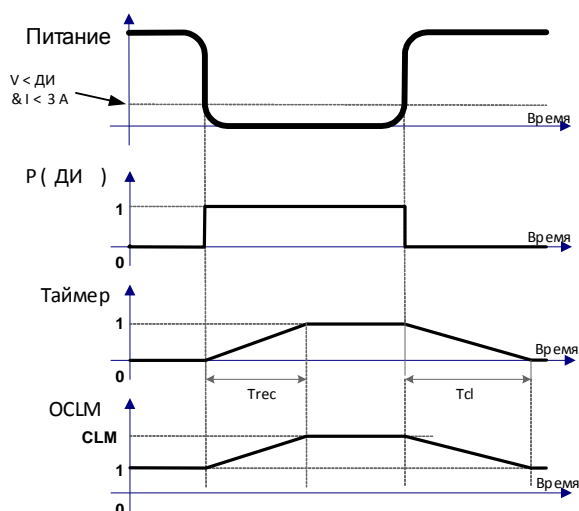 Питание
V < ДИ
& I < 3 А
Время
Р ( ДИ )
1
Время
0
Таймер
1
Время
0
Trec
Tcl
OCLM
CLM
1
Время
0